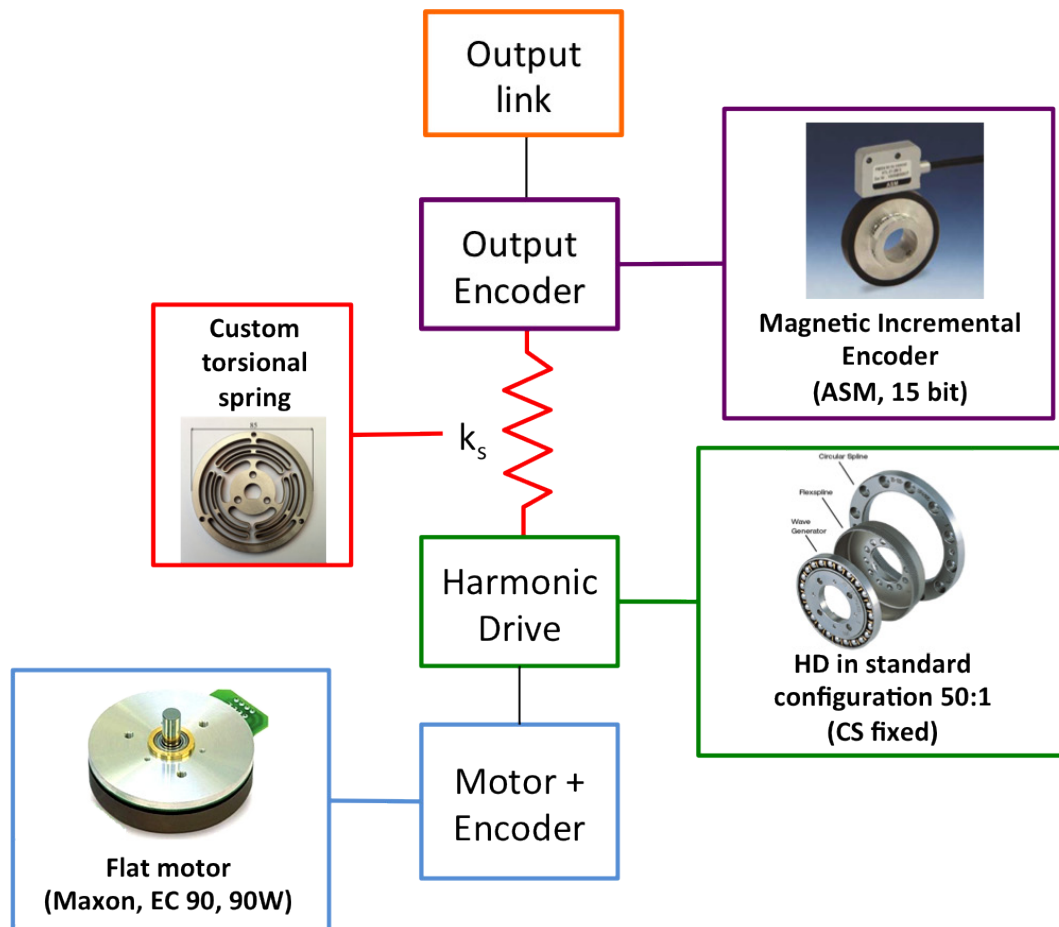 Output
link
Output
Encoder
Magnetic Incremental
Encoder
(ASM, 15 bit)
Custom
torsional
spring
85
ks
Circular Spline
Flexspline
Wave
Generator
Harmonic
Drive
HD in standard
configuration 50:1
(CS fixed)
Motor +
Encoder
Flat motor
(Maxon, EC 90, 90W)